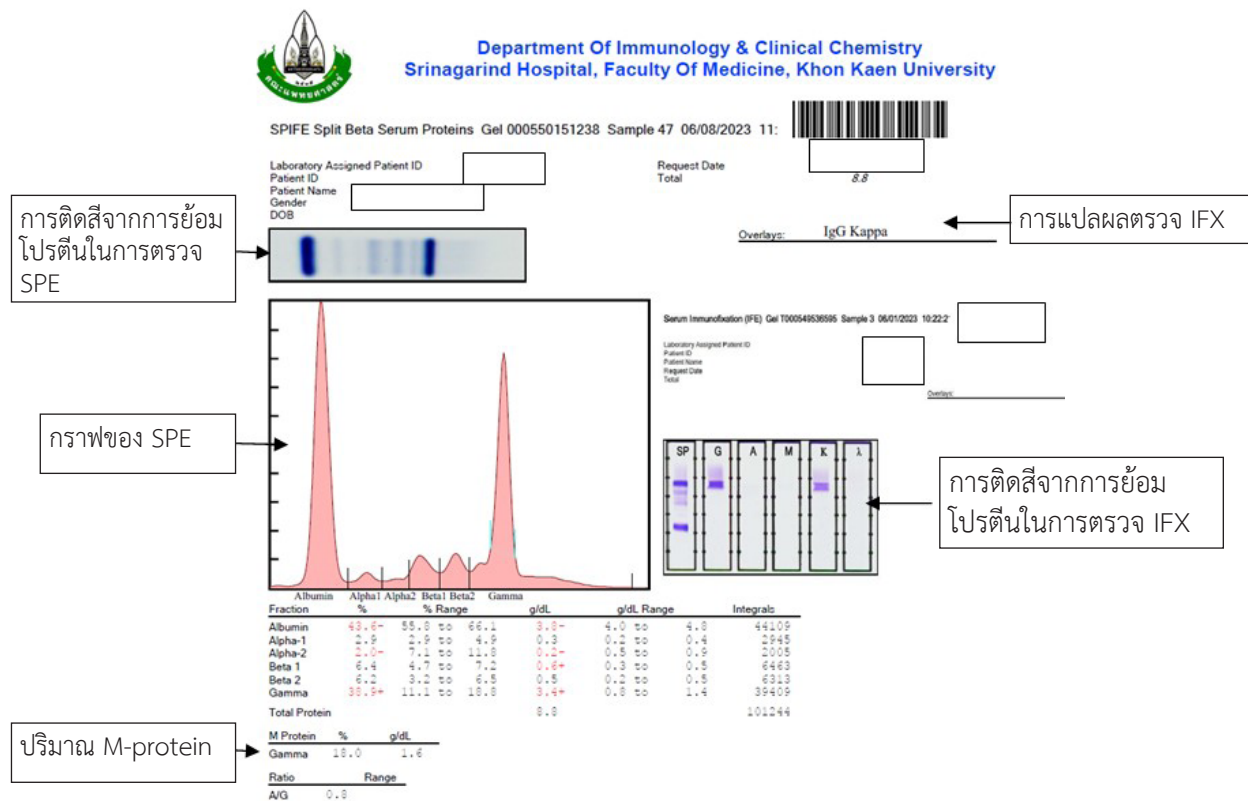 Department Of Immunology & Clinical Chemistry
Srinagarind Hospital, Faculty Of Medicine, Khon Kaen University
คณะแพทยศาสตร์
SPIFE Split Beta Serum Proteins Gel 000550151238 Sample 47 06/08/2023 11:
Laboratory Assigned Patient ID
Patient ID
Patient Name
Gender
DOB
Request Date
Total 8.8
การติดสีจากการย้อม
โปรตีนในการตรวจ
SPE
Overlays: IgG Kappa
การแปลผลตรวจ IFX
Serum Immunofixation (IFE) Gel T000549536595 Sample 3 06/01/2023 10:22:2
Laboratory Assigned Patient ID
Patient ID
Patient Name
Request Date
Total
Overlays:
กราฟของ SPE
SP G A M K λ
การติดสีจากการย้อม
โปรตีนในการตรวจ IFX
Albumin Alpha1 Alpha2 Beta1 Beta2 Gamma
Fraction % % Range g/dL g/dL Range Integrals
Albumin 43.6- 55.8 to 66.1 3.8- 4.0 to 4.8 44109
Alpha-1 2.9 2.9 to 4.9 0.3 0.2 to 0.4 2945
Alpha-2 2.0- 7.1 to 11.8 0.2- 0.5 to 0.9 2005
Beta 1 6.4 4.7 to 7.2 0.6+ 0.3 to 0.5 6463
Beta 2 6.2 3.2 to 6.5 0.5 0.2 to 0.5 6313
Gamma 38.9+ 11.1 to 18.8 3.4+ 0.8 to 1.4 39409
Total Protein 8.8 101244
ปริมาณ M-protein
M Protein % g/dL
Gamma 18.0 1.6
Ratio Range
A/G 0.8